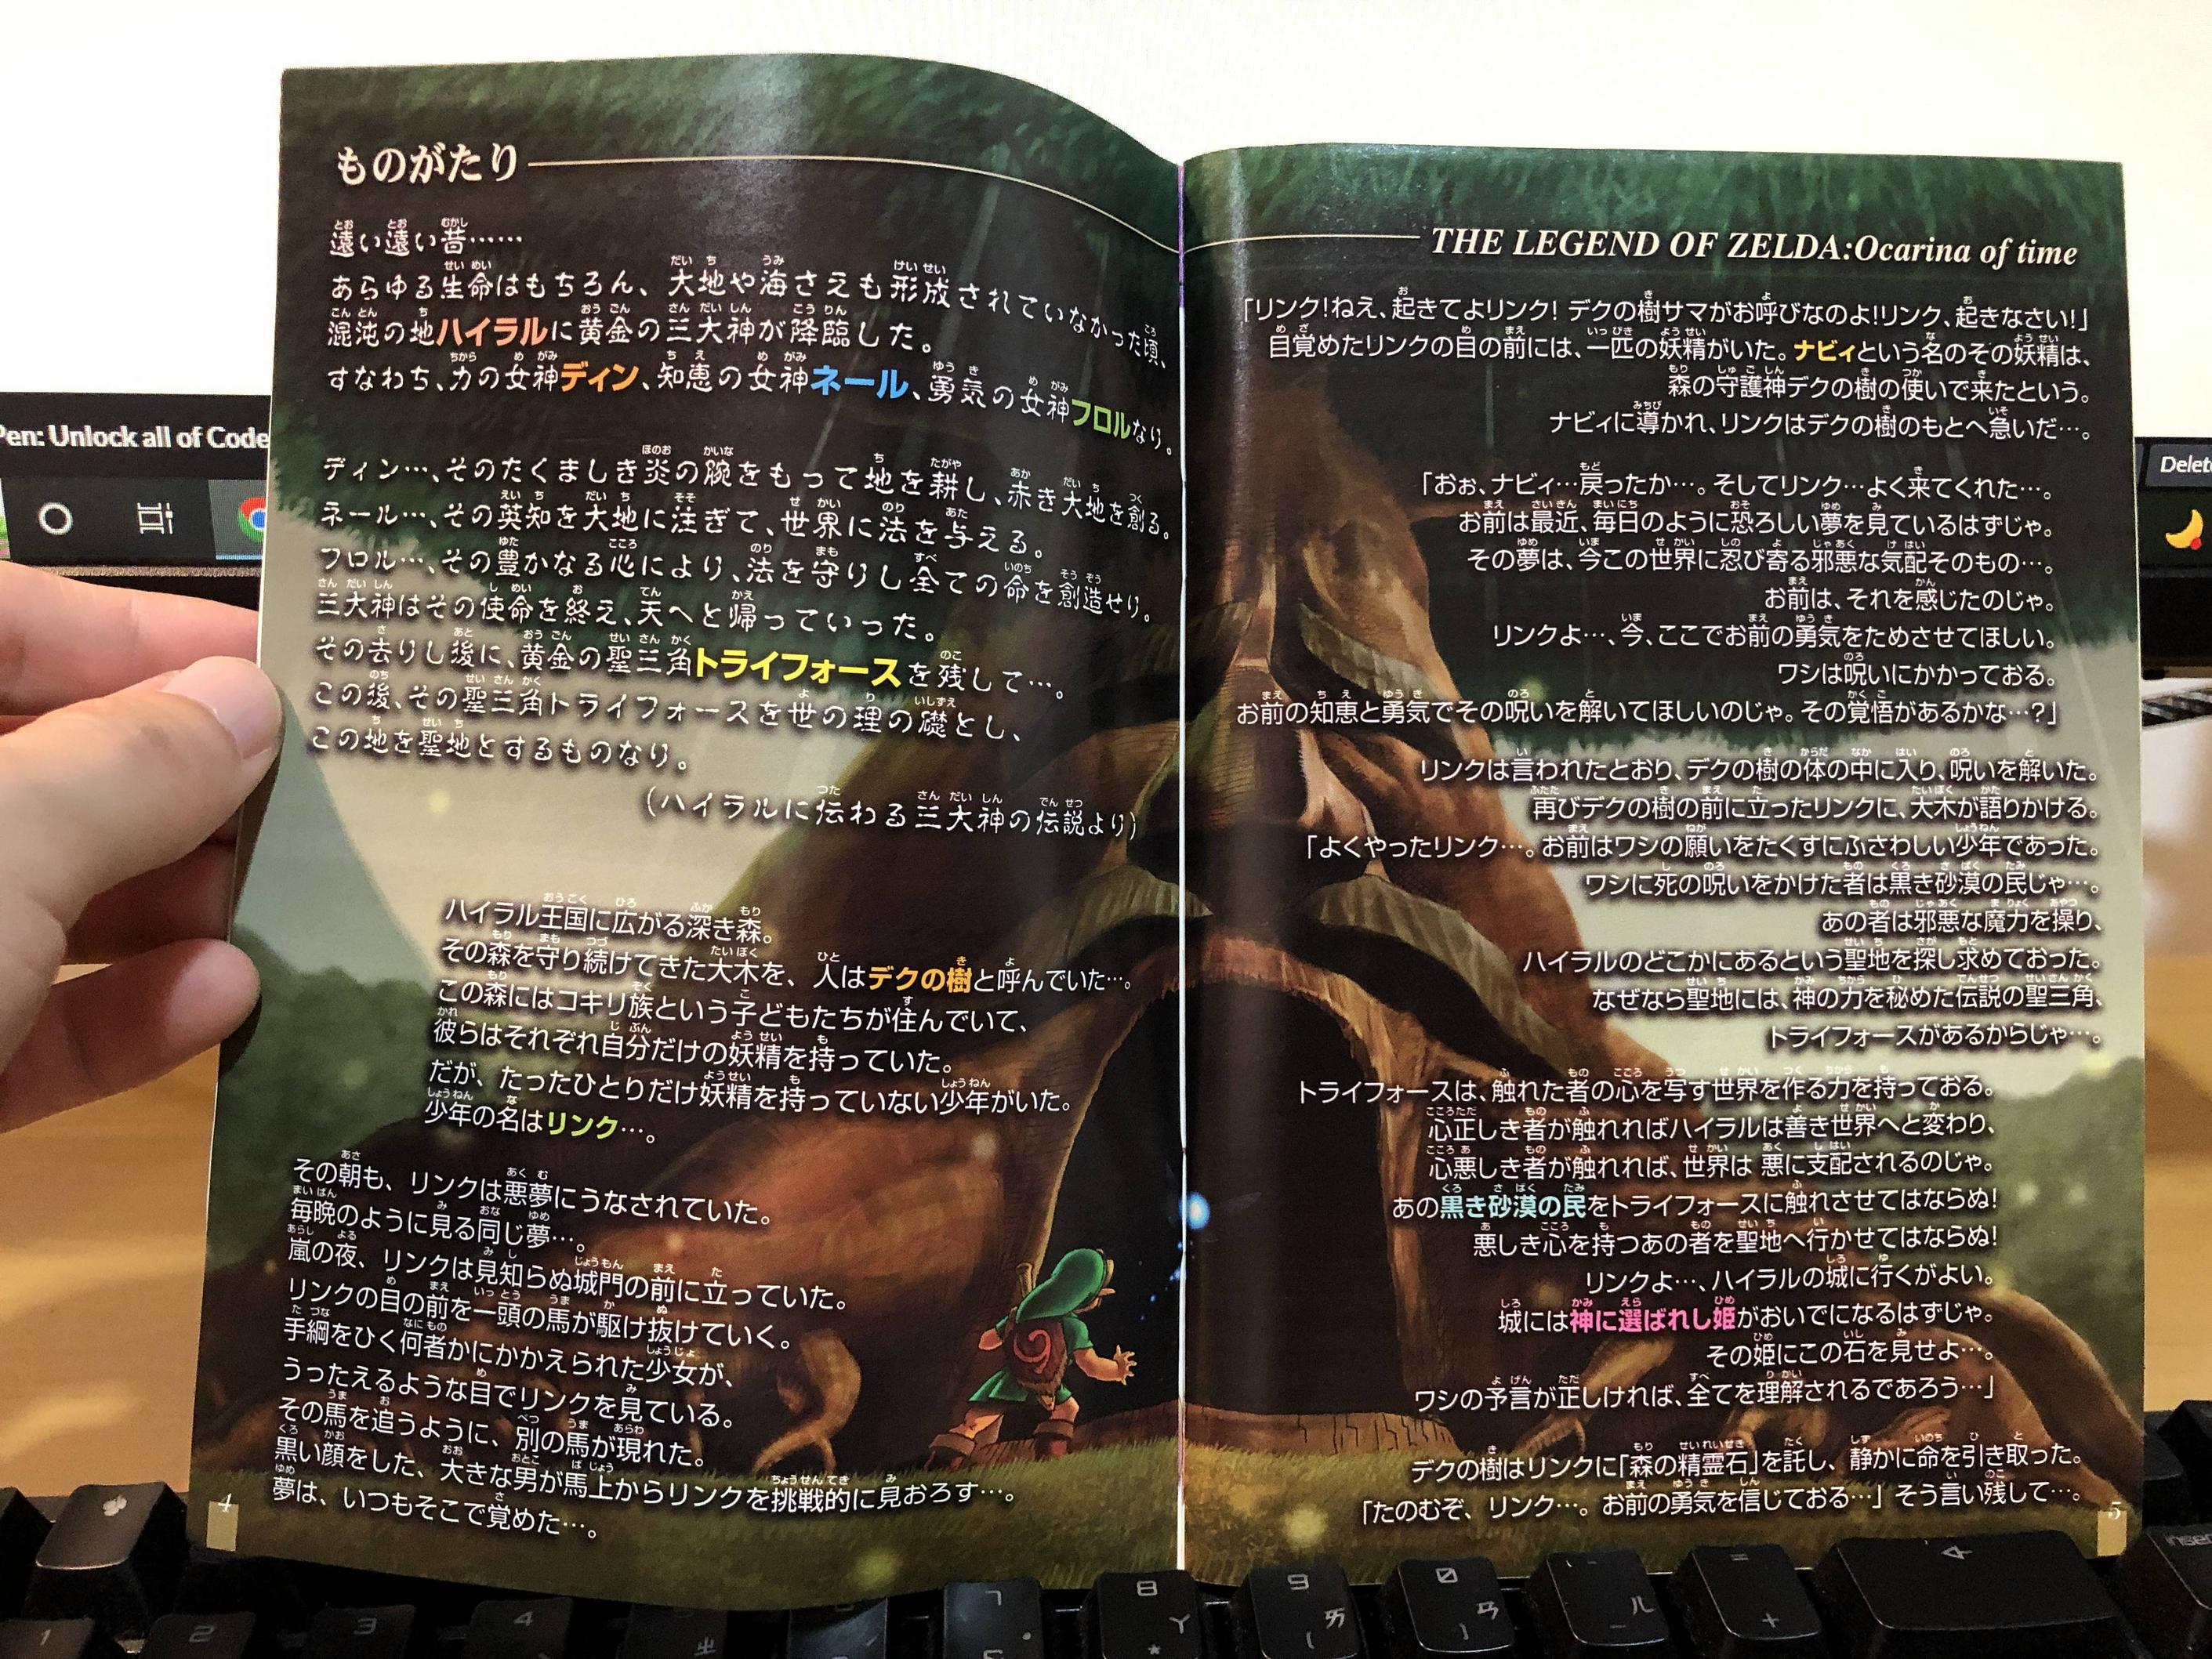 ものがたり
遠い遠い昔……
あらゆる生命はもちろん、大地や海さえも形成されていなかった頃、
混沌の地ハイラルに黄金の三大神が降臨した。
すなわち、力の女神ディン、知恵の女神ネール、勇気の女神フロルなり。
ディン…、そのたくましき炎の腕をもって地を耕し、赤き大地を創る。
ネール…、その英知を大地に注ぎて、世界に法を与える。
フロル…、その豊かなる心により、法を守りし全ての命を創造せり。
三大神はその使命を終え、天へと帰っていった。
その去りし後に、黄金の聖三角トライフォースを残して…。
この後、その聖三角トライフォースを世の理の礎とし、
この地を聖地とするものなり。
(ハイラルに伝わる三大神の伝説より)
ハイラル王国に広がる深き森。
その森を守り続けてきた大木を、人はデクの樹と呼んでいた…。
この森にはコキリ族という子どもたちが住んでいて、
彼らはそれぞれ自分だけの妖精を持っていた。
だが、たったひとりだけ妖精を持っていない少年がいた。
少年の名はリンク…。
その朝も、リンクは悪夢にうなされていた。
毎晩のように見る同じ夢…。
嵐の夜、リンクは見知らぬ城門の前に立っていた。
リンクの目の前を一頭の馬が駆け抜けていく。
手綱をひく何者かにかかえられた少女が、
うったえるような目でリンクを見ている。
その馬を追うように、別の馬が現れた。
黒い顔をした、大きな男が馬上からリンクを挑戦的に見おろす…。
夢は、いつもそこで覚めた…。
4
THE LEGEND OF ZELDA:Ocarina of time
「リンク!ねえ、起きてよリンク! デクの樹サマがお呼びなのよ!リンク、起きなさい!」
目覚めたリンクの目の前には、一匹の妖精がいた。ナビィという名のその妖精は、
森の守護神デクの樹の使いで来たという。
ナビィに導かれ、リンクはデクの樹のもとへ急いだ…。
「おぉ、ナビィ…戻ったか…。そしてリンク…よく来てくれた…。
お前は最近、毎日のように恐ろしい夢を見ているはずじゃ。
その夢は、今この世界に忍び寄る邪悪な気配そのもの…。
お前は、それを感じたのじゃ。
リンクよ…、今、ここでお前の勇気をためさせてほしい。
ワシは呪いにかかっておる。
お前の知恵と勇気でその呪いを解いてほしいのじゃ。その覚悟があるかな…?」
リンクは言われたとおり、デクの樹の体の中に入り、呪いを解いた。
再びデクの樹の前に立ったリンクに、大木が語りかける。
「よくやったリンク…。お前はワシの願いをたくすにふさわしい少年であった。
ワシに死の呪いをかけた者は黒き砂漠の民じゃ…。
あの者は邪悪な魔力を操り、
ハイラルのどこかにあるという聖地を探し求めておった。
なぜなら聖地には、神の力を秘めた伝説の聖三角、
トライフォースがあるからじゃ…。
トライフォースは、触れた者の心を写す世界を作る力を持っておる。
心正しき者が触れればハイラルは善き世界へと変わり、
心悪しき者が触れれば、世界は 悪に支配されるのじゃ。
あの黒き砂漠の民をトライフォースに触れさせてはならぬ!
悪しき心を持つあの者を聖地へ行かせてはならぬ!
リンクよ…、ハイラルの城に行くがよい。
城には神に選ばれし姫がおいでになるはずじゃ。
その姫にこの石を見せよ…。
ワシの予言が正しければ、全てを理解されるであろう…」
デクの樹はリンクに「森の精霊石」を託し、静かに命を引き取った。
「たのむぞ、リンク…。お前の勇気を信じておる…」そう言い残して…。
5
Pen: Unlock all of Code
Delete
1
2
3
4
7
8
9
0
Y
insert